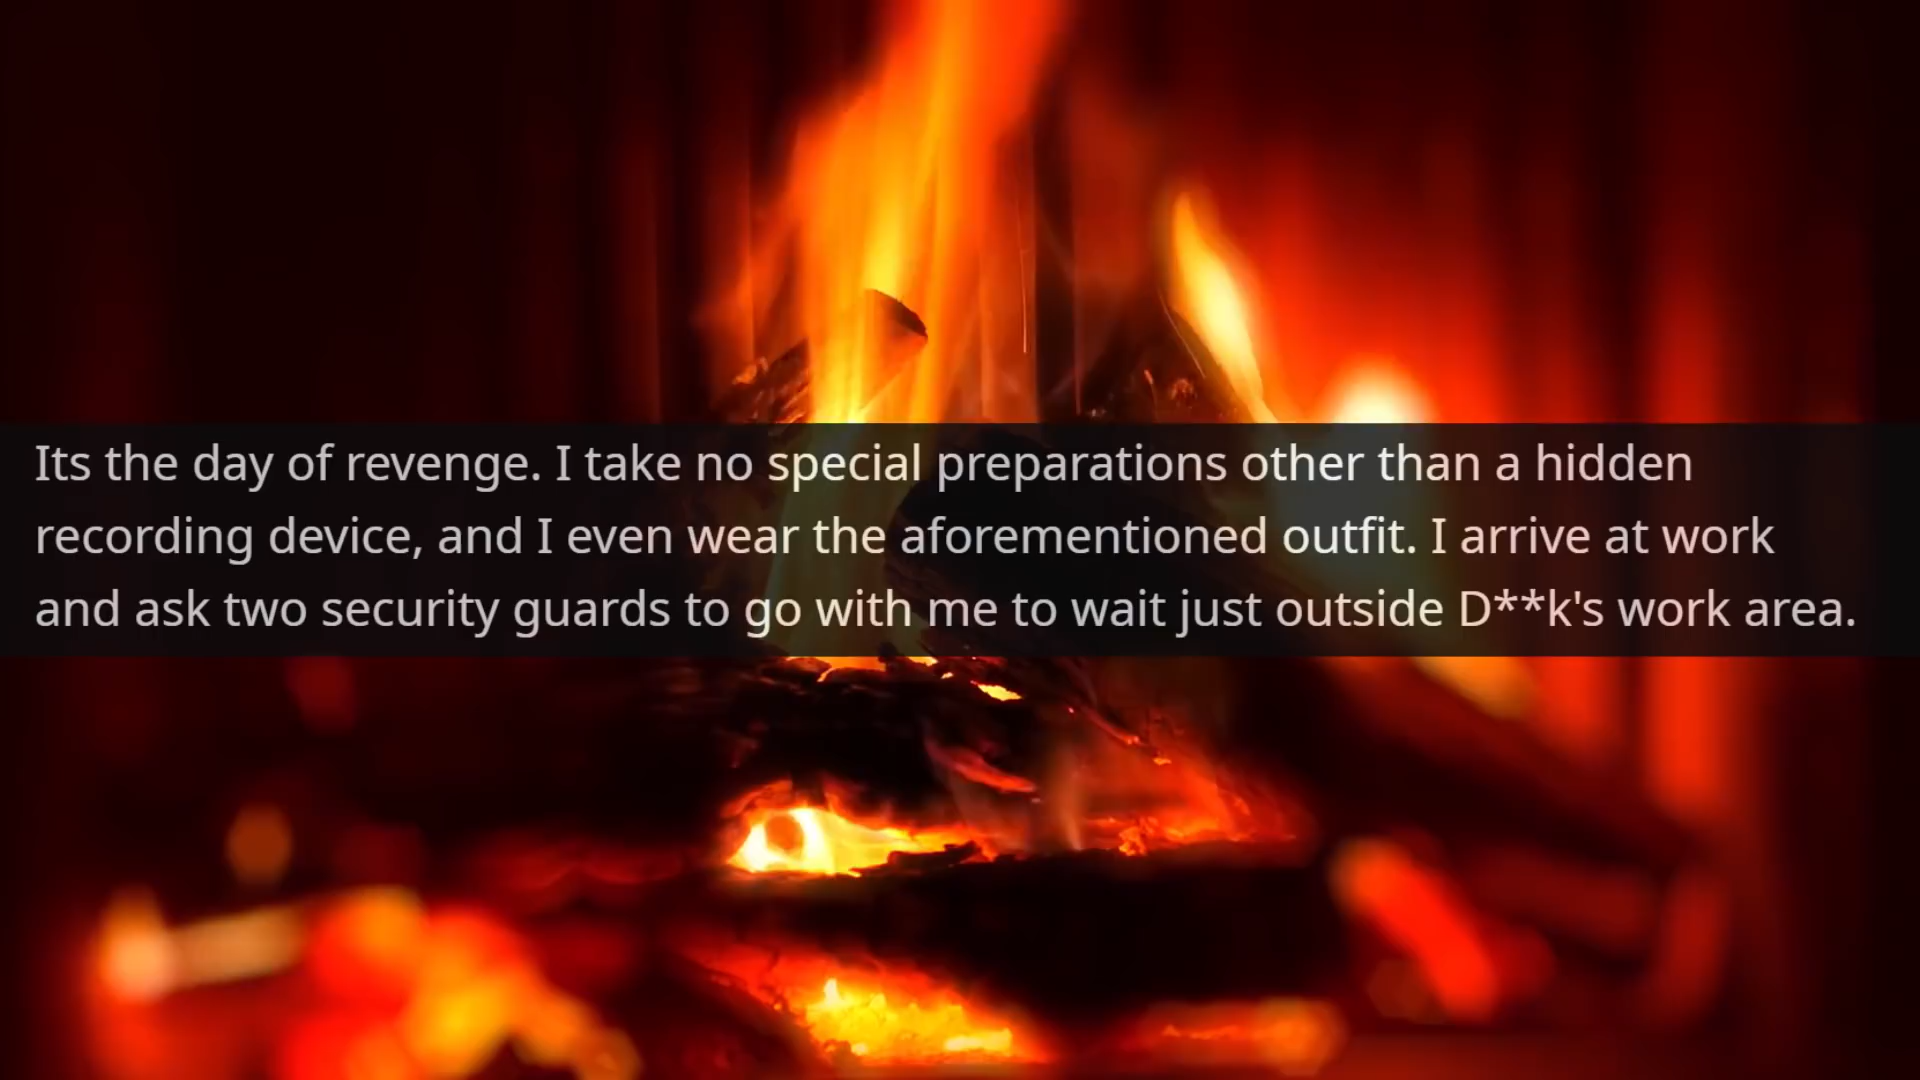 Its the day of revenge. I take no special preparations other than a hidden
recording device, and I even wear the aforementioned outfit. I arrive at work
and ask two security guards to go with me to wait just outside D**k's work area.